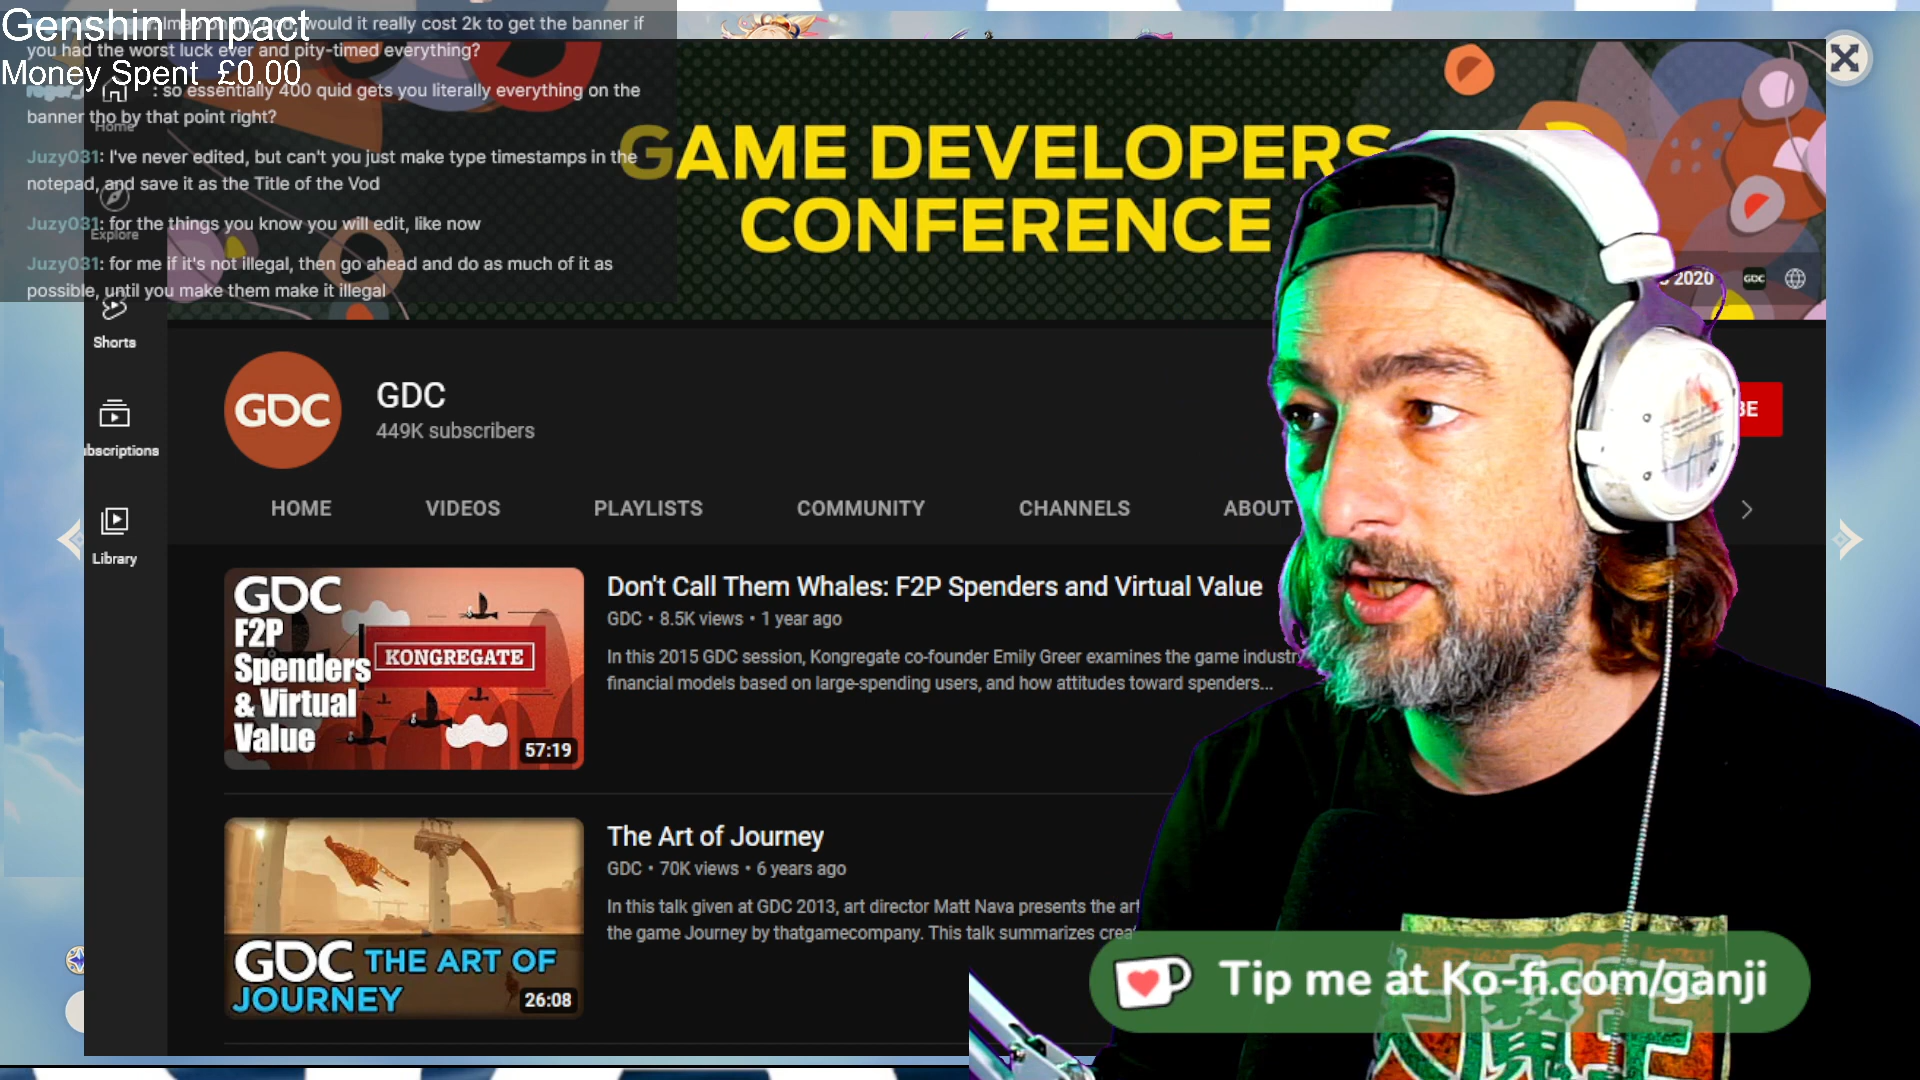 Genshin Impact
would it really cost 2k to get the banner if
you had the worst luck ever and pity-timed everything?
Money Spent £0.00
: so essentially 400 quid gets you literally everything on the
banner tho by that point right?
Juzy031: I've never edited, but can't you just make type timestamps in the
notepad, and save it as the Title of the Vod
Juzy031: for the things you know you will edit, like now
Juzy031: for me if it's not illegal, then go ahead and do as much of it as
possible, until you make them make it illegal
Home
Explore
Shorts
bscriptions
Library
GAME DEVELOPERS
CONFERENCE
2020
GDC
GDC
GDC
449K subscribers
BE
HOME
VIDEOS
PLAYLISTS
COMMUNITY
CHANNELS
ABOUT
GDC
F2P
Spenders
& Virtual
Value
KONGREGATE
57:19
Don't Call Them Whales: F2P Spenders and Virtual Value
GDC • 8.5K views • 1 year ago
In this 2015 GDC session, Kongregate co-founder Emily Greer examines the game industry
financial models based on large-spending users, and how attitudes toward spenders...
GDC THE ART OF
JOURNEY
26:08
The Art of Journey
GDC • 70K views • 6 years ago
In this talk given at GDC 2013, art director Matt Nava presents the art
the game Journey by thatgamecompany. This talk summarizes crea
Tip me at Ko-fi.com/ganji